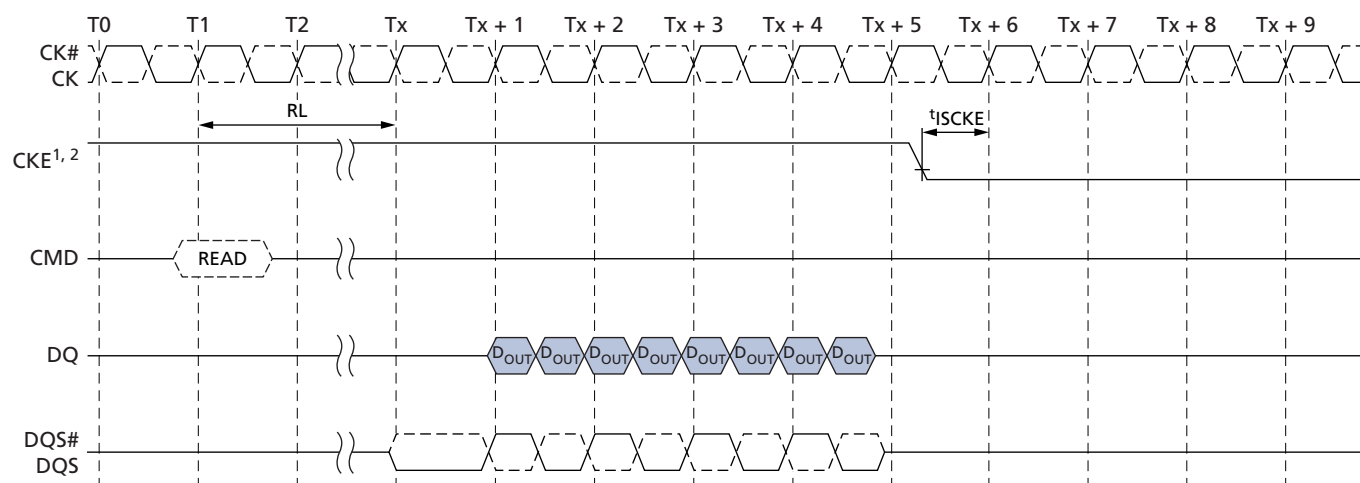 T0 T1 T2 Tx Tx + 1 Tx + 2 Tx + 3 Tx + 4 Tx + 5 Tx + 6 Tx + 7 Tx + 8 Tx + 9
CK#
CK
RL
tISCKE
CKE1, 2
CMD READ
DQ DOUT DOUT DOUT DOUT DOUT DOUT DOUT DOUT
DQS#
DQS